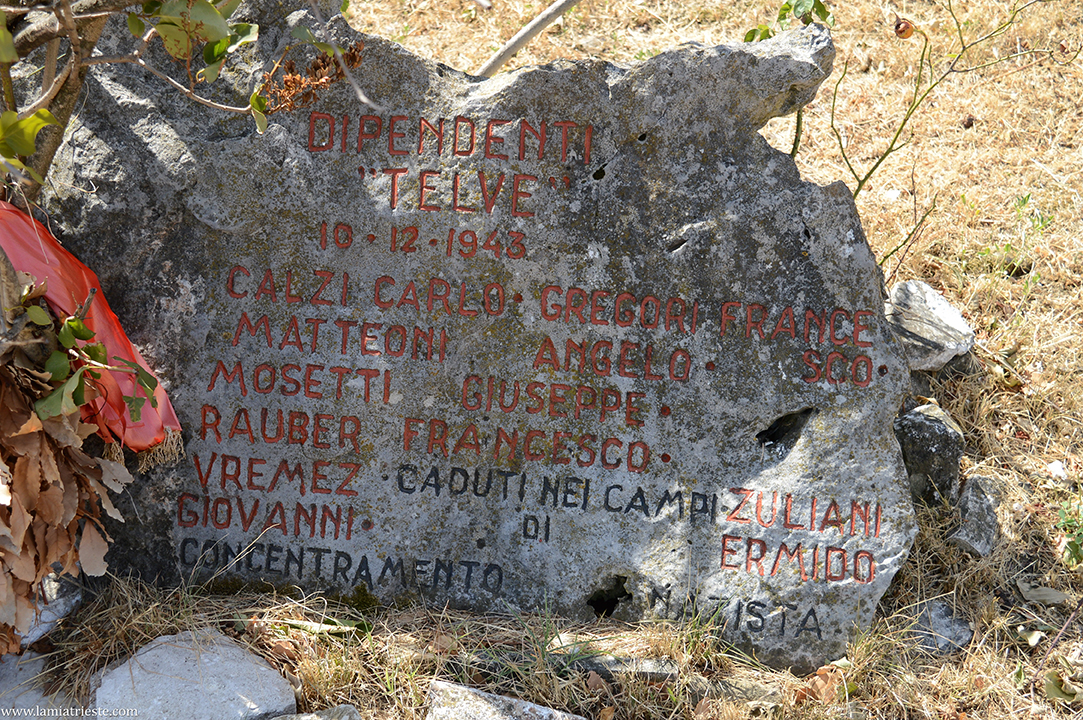 DIPENDENTI
"TELVE"
10 · 12 · 1943
CALZI CARLO · GREGORI FRANCE
MATTEONI ANGELO · SCO ·
MOSETTI GIUSEPPE ·
RAUBER FRANCESCO ·
VREMEZ · CADUTI NEI CAMPI · ZULIANI
GIOVANNI · DI ERMIDO
CONCENTRAMENTO N ZISTA
www.lamiatrieste.com